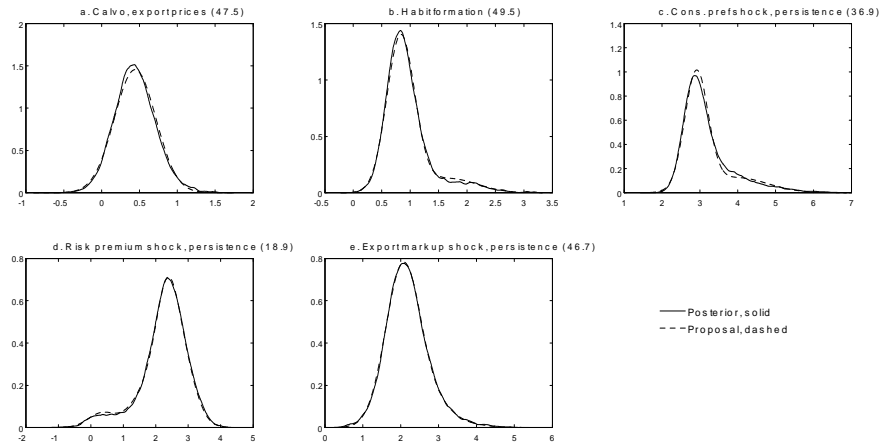 a. Calvo, export prices (47.5)
2
1.5
1
0.5
0
-1 -0.5 0 0.5 1 1.5 2
b. Habit formation (49.5)
1.5
1
0.5
0
-0.5 0 0.5 1 1.5 2 2.5 3 3.5
c. Cons. pref shock, persistence (36.9)
1.4
1.2
1
0.8
0.6
0.4
0.2
0
1 2 3 4 5 6 7
d. Risk premium shock, persistence (18.9)
0.8
0.6
0.4
0.2
0
-2 -1 0 1 2 3 4 5
e. Export markup shock, persistence (46.7)
0.8
0.6
0.4
0.2
0
0 1 2 3 4 5 6
Posterior, solid
Proposal, dashed